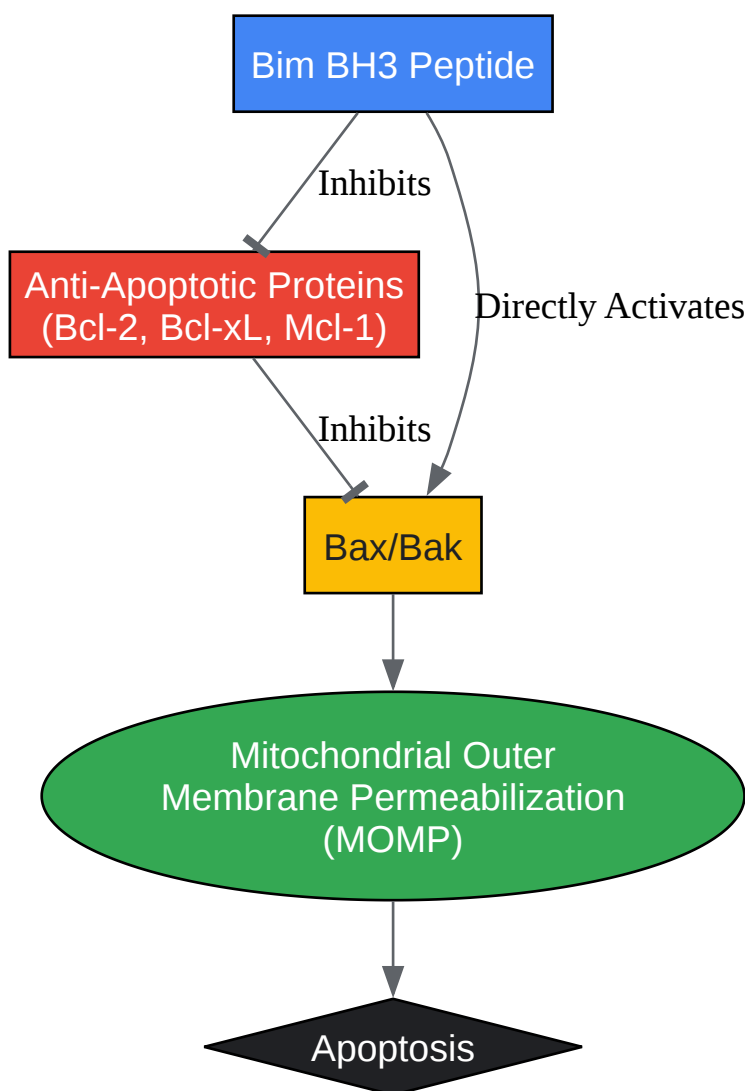 Bim BH3 Peptide
Inhibits
Anti-Apoptotic Proteins
(Bcl-2, Bcl-xL, Mcl-1)
Directly Activates
Inhibits
Bax/Bak
Mitochondrial Outer
Membrane Permeabilization
(MOMP)
Apoptosis